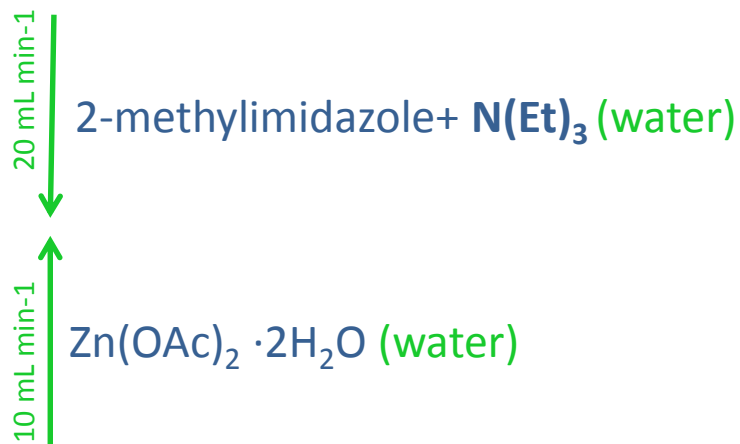 20 mL min-1
2-methylimidazole+ N(Et)₃ (water)
10 mL min-1
Zn(OAc)₂ ·2H₂O (water)